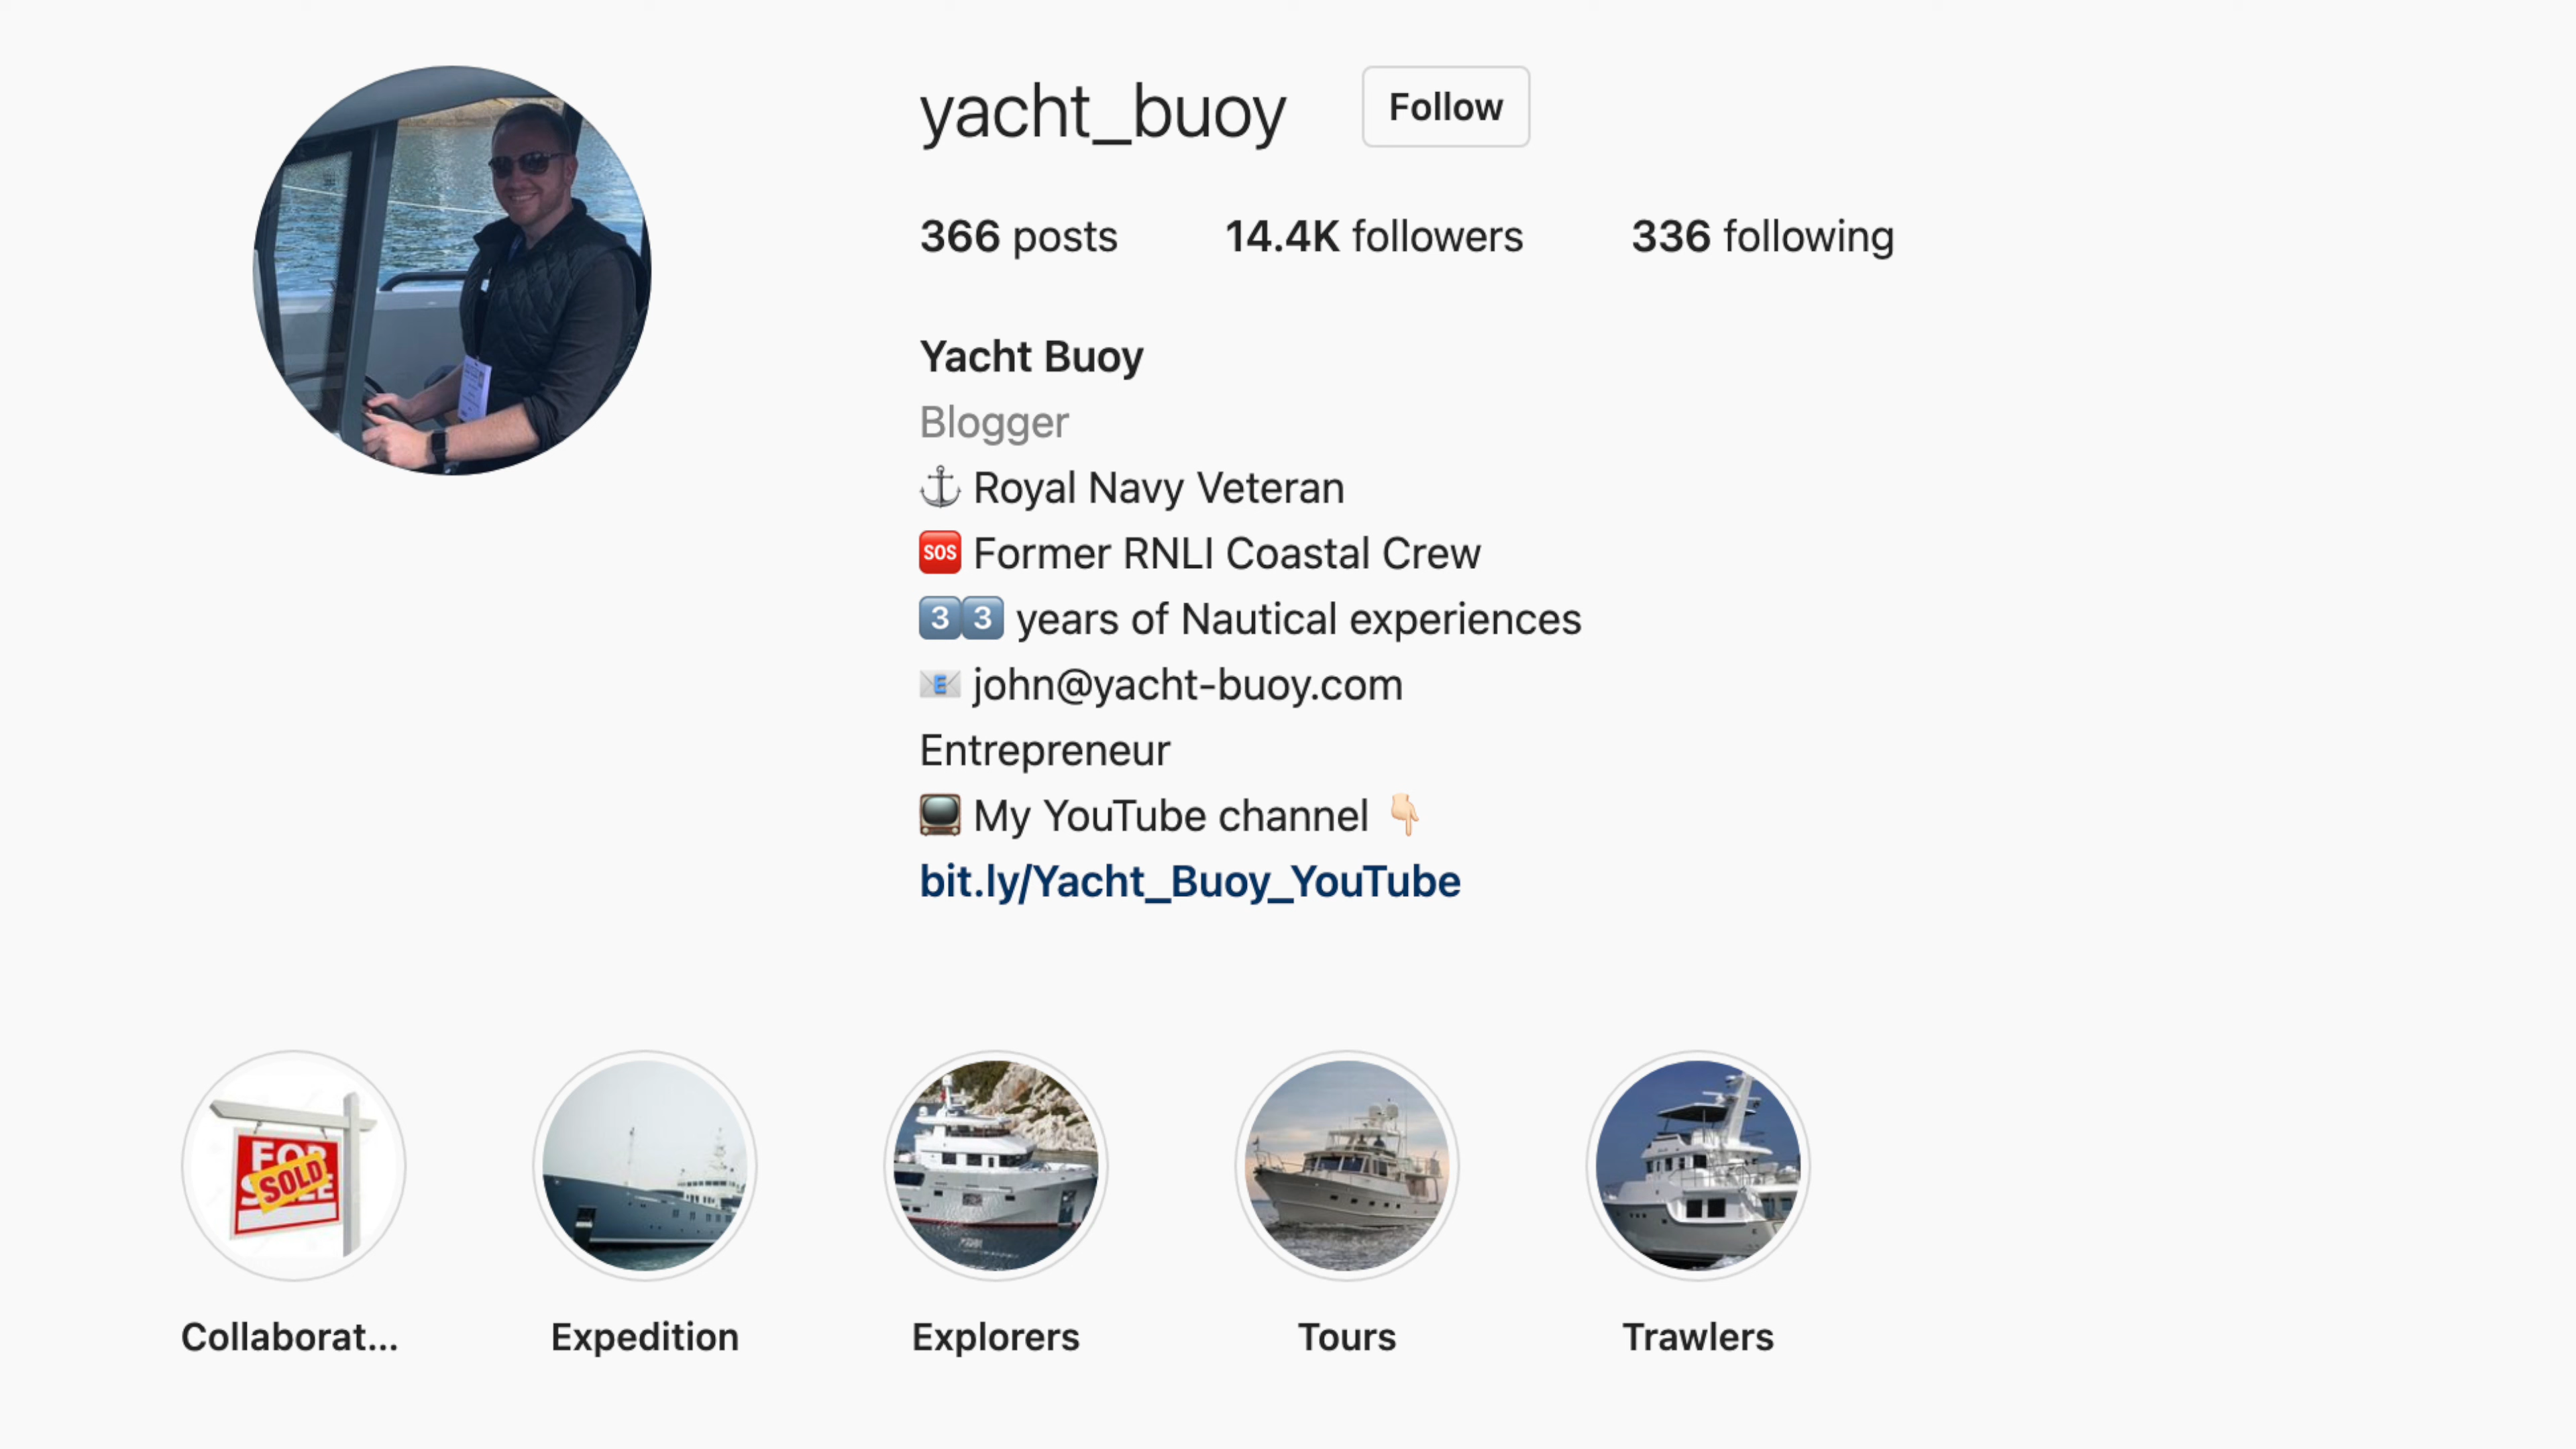 yacht_buoy Follow
366 posts 14.4K followers 336 following
Yacht Buoy
Blogger
⚓ Royal Navy Veteran
🆘 Former RNLI Coastal Crew
3️⃣3️⃣ years of Nautical experiences
📧 john@yacht-buoy.com
Entrepreneur
📺 My YouTube channel 👇🏻
bit.ly/Yacht_Buoy_YouTube
FOR
SOLD
Collaborat... Expedition Explorers Tours Trawlers